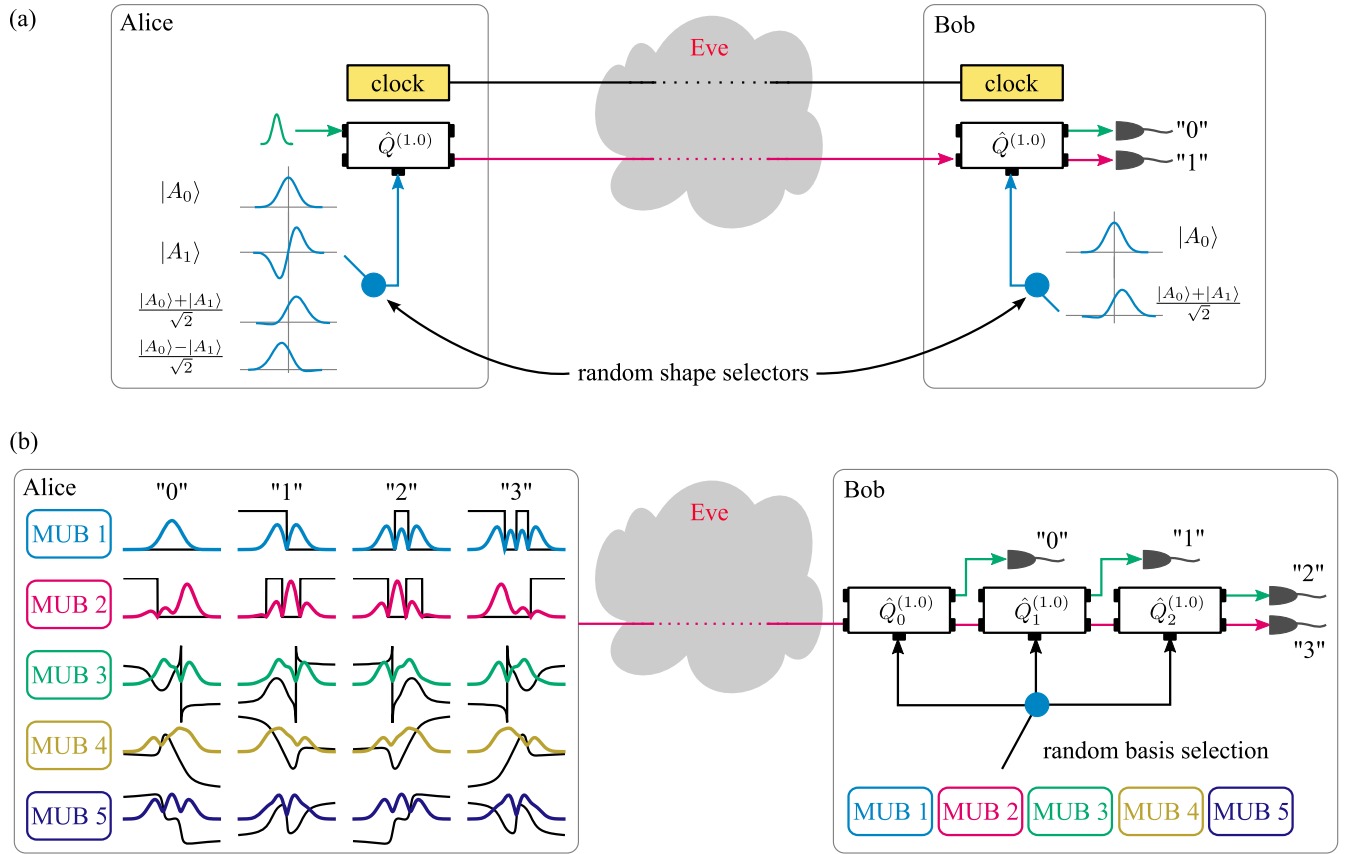 (a)
Alice
Eve
Bob
clock
clock
Q̂^(1.0)
Q̂^(1.0)
"0"
"1"
|A₀⟩
|A₁⟩
|A₀⟩+|A₁⟩
√2
|A₀⟩−|A₁⟩
√2
|A₀⟩
|A₀⟩+|A₁⟩
√2
random shape selectors
(b)
Alice
"0"
"1"
"2"
"3"
MUB 1
MUB 2
MUB 3
MUB 4
MUB 5
Eve
Bob
"0"
"1"
"2"
"3"
Q̂₀^(1.0)
Q̂₁^(1.0)
Q̂₂^(1.0)
random basis selection
MUB 1
MUB 2
MUB 3
MUB 4
MUB 5